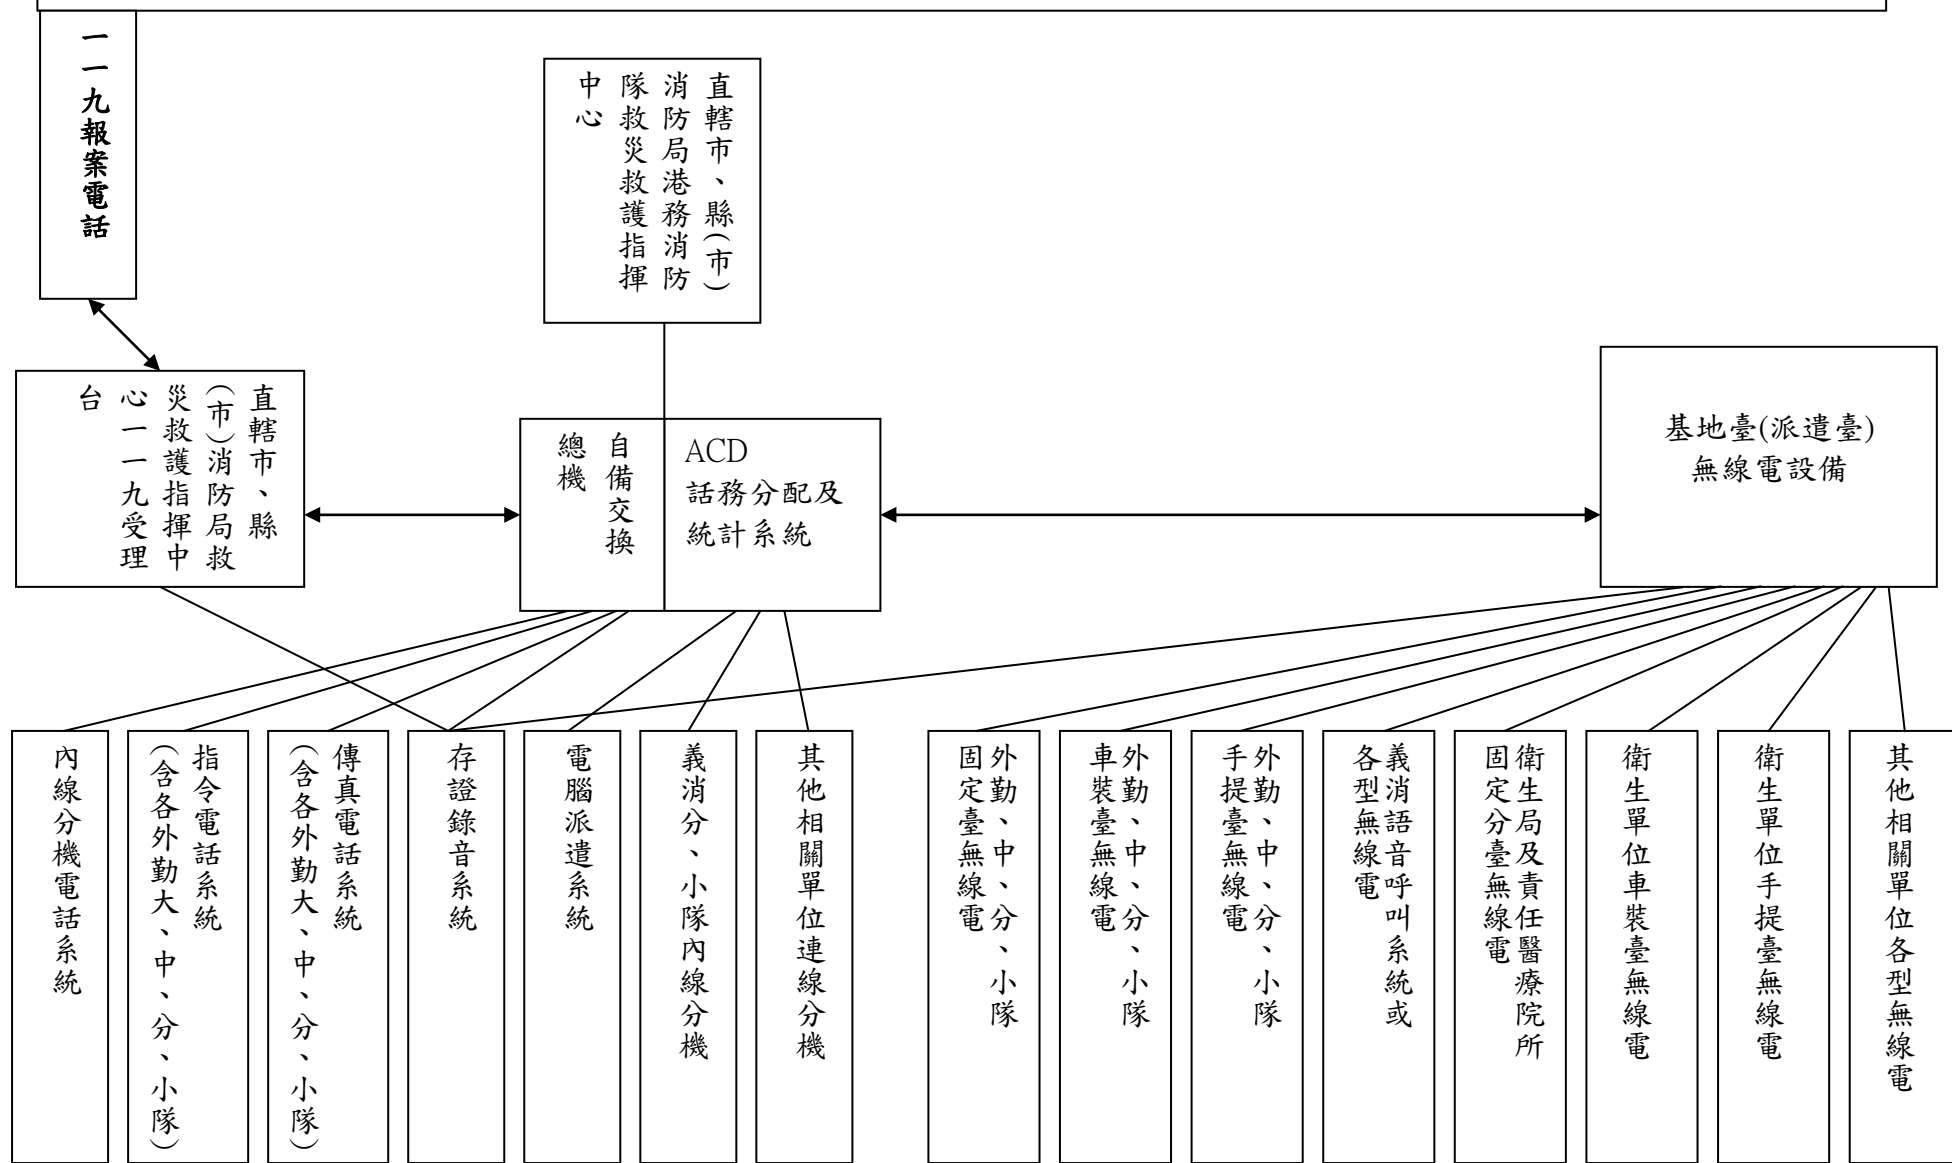 一一九報案電話
直轄市、縣(市)
消防局港務消防
隊救災救護指揮
中心
直轄市、縣
(市)消防局救
災救護指揮中
心一一九受理
台
自備交換
總機
ACD
話務分配及
統計系統
基地臺(派遣臺)
無線電設備
內線分機電話系統
指令電話系統
(含各外勤大、中、分、小隊)
傳真電話系統
(含各外勤大、中、分、小隊)
存證錄音系統
電腦派遣系統
義消分、小隊內線分機
其他相關單位連線分機
外勤、中、分、小隊
固定臺無線電
外勤、中、分、小隊
車裝臺無線電
外勤、中、分、小隊
手提臺無線電
義消語音呼叫系統或
各型無線電
衛生局及責任醫療院所
固定分臺無線電
衛生單位車裝臺無線電
衛生單位手提臺無線電
其他相關單位各型無線電